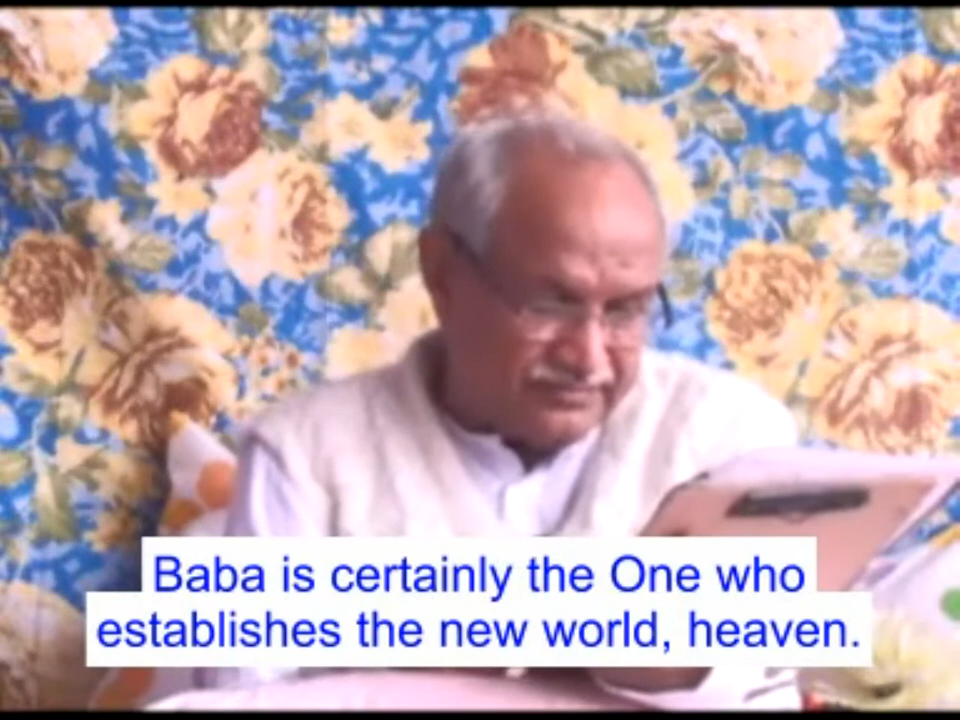 Baba is certainly the One who
establishes the new world, heaven.